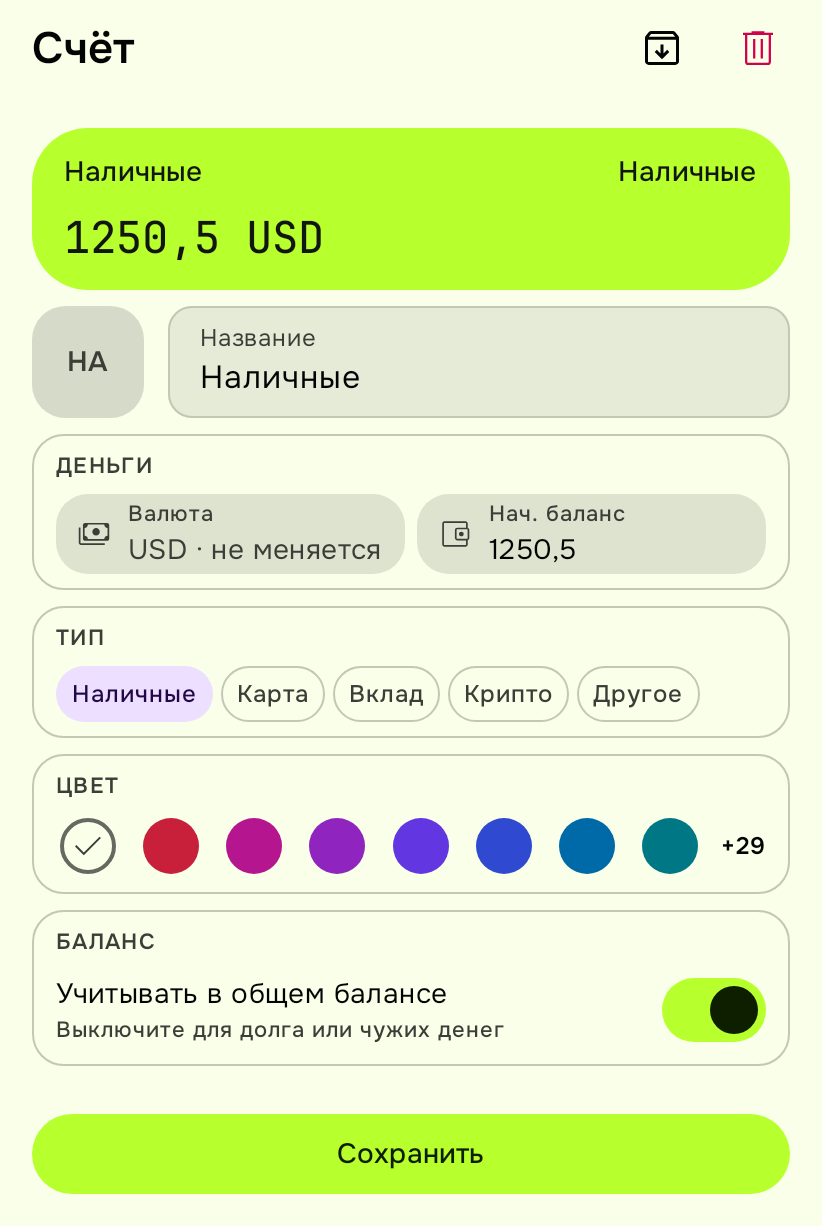 Счёт
Наличные Наличные
1250,5 USD
НА
Название
Наличные
ДЕНЬГИ
Валюта
USD · не меняется
Нач. баланс
1250,5
ТИП
Наличные Карта Вклад Крипто Другое
ЦВЕТ
+29
БАЛАНС
Учитывать в общем балансе
Выключите для долга или чужих денег
Сохранить